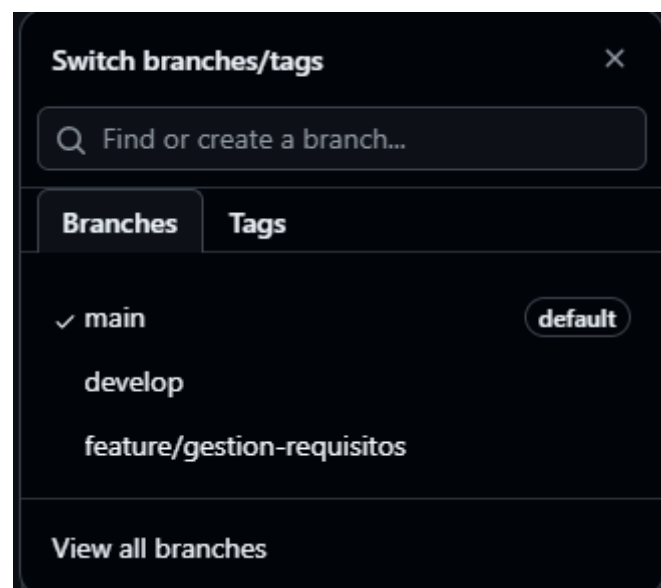 Switch branches/tags
Find or create a branch...
Branches Tags
main default
develop
feature/gestion-requisitos
View all branches